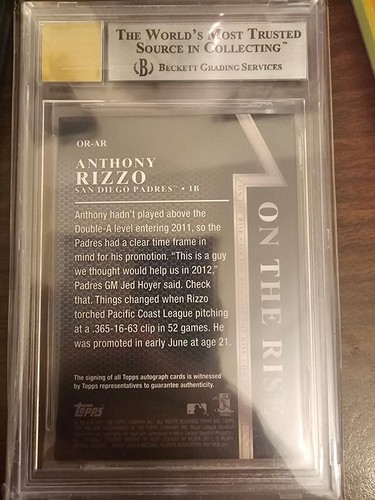 THE WORLD'S MOST TRUSTED
SOURCE IN COLLECTING™
B BECKETT GRADING SERVICES
OR-AR
ANTHONY
RIZZO
SAN DIEGO PADRES™ • 1B
Anthony hadn't played above the
Double-A level entering 2011, so the
Padres had a clear time frame in
mind for his promotion. "This is a guy
we thought would help us in 2012,"
Padres GM Jed Hoyer said. Check
that. Things changed when Rizzo
torched Pacific Coast League pitching
at a .365-16-63 clip in 52 games. He
was promoted in early June at age 21.
The signing of all Topps autograph cards is witnessed
by Topps representatives to guarantee authenticity.
Topps
ON THE RISE